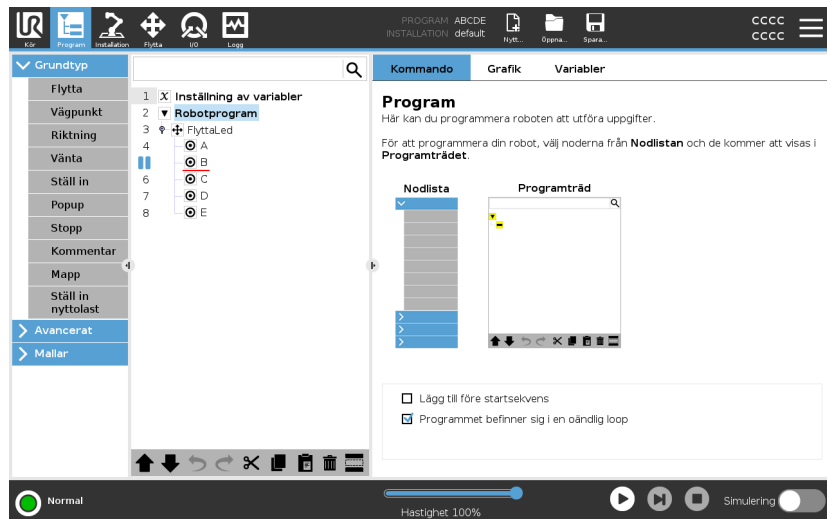 UR
Kör
Program
Installation
Flytta
I/O
Logg
PROGRAM ABCDE
INSTALLATION default
Nytt...
Öppna...
Spara...
CCCC
CCCC
Grundtyp
Flytta
Vägpunkt
Riktning
Vänta
Ställ in
Popup
Stopp
Kommentar
Mapp
Ställ in
nyttolast
Avancerat
Mallar
1 X Inställning av variabler
2 Robotprogram
3 FlyttaLed
4 A
B
6 C
7 D
8 E
Kommando Grafik Variabler
Program
Här kan du programmera roboten att utföra uppgifter.
För att programmera din robot, välj noderna från Nodlistan och de kommer att visas i
Programträdet.
Nodlista
Programträd
Lägg till före startsekvens
Programmet befinner sig i en oändlig loop
Normal
Hastighet 100%
Simulering